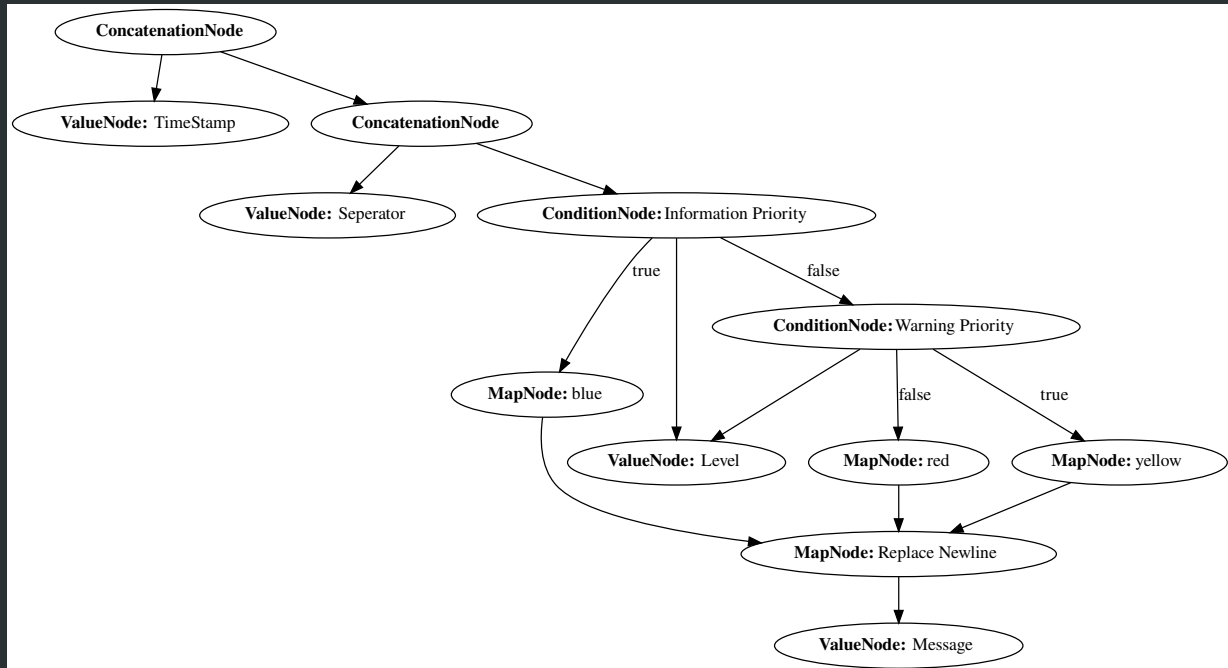 ConcatenationNode
ValueNode: TimeStamp
ConcatenationNode
ValueNode: Seperator
ConditionNode: Information Priority
true
false
ConditionNode: Warning Priority
MapNode: blue
false
true
ValueNode: Level
MapNode: red
MapNode: yellow
MapNode: Replace Newline
ValueNode: Message